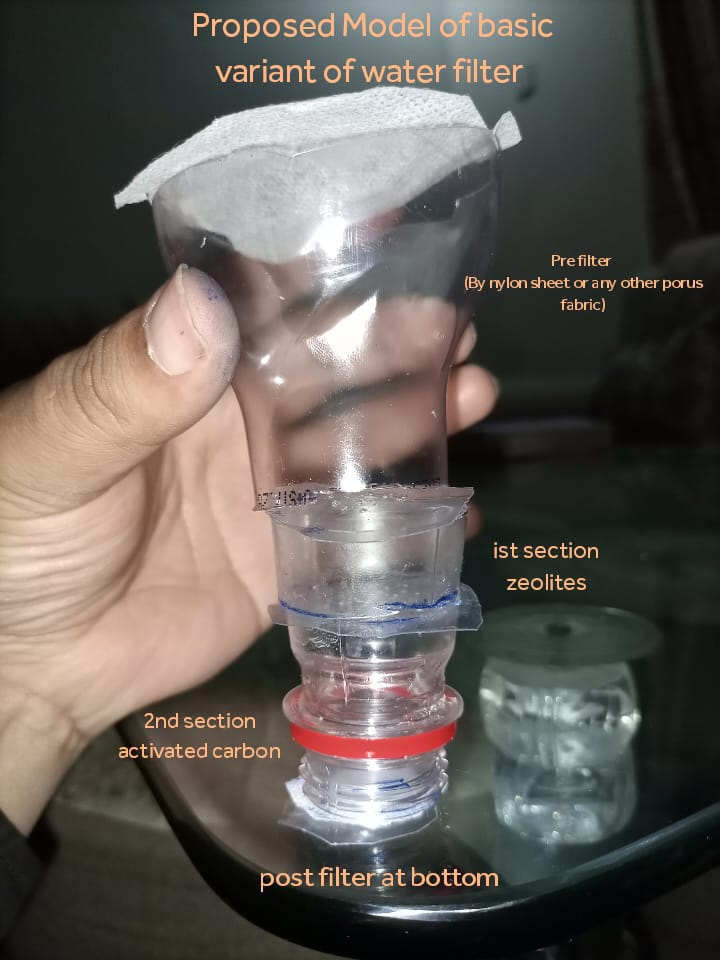 Proposed Model of basic
variant of water filter
Pre filter
(By nylon sheet or any other porus
fabric)
ist section
zeolites
2nd section
activated carbon
post filter at bottom